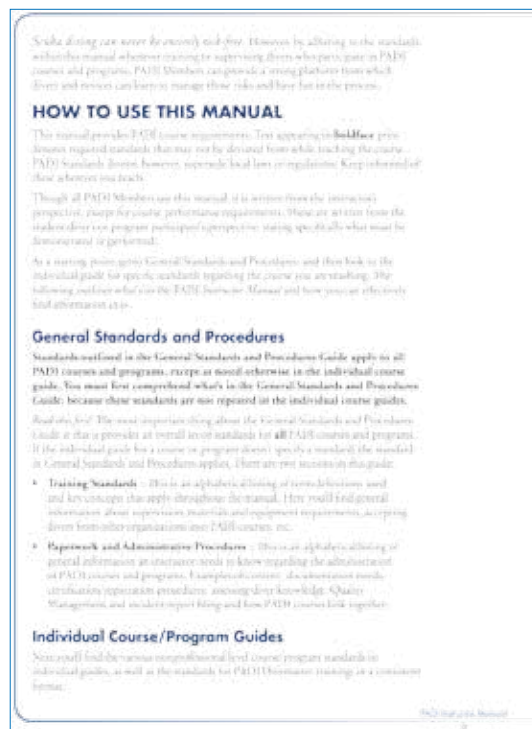 Scuba diving can never be entirely risk-free. However, by adhering to the standards
within this manual whenever training or supervising divers who participate in PADI
courses and programs, PADI Members can provide a strong platform from which
divers and novices can learn to manage those risks and have fun in the process.
HOW TO USE THIS MANUAL
This manual provides PADI course requirements. Text appearing in boldface print
denotes required standards that may not be deviated from while teaching the course.
PADI Standards do not, however, supersede local laws or regulations. Keep informed of
these wherever you teach.
Though all PADI Members use this manual, it is written from the instructor's
perspective, except for course performance requirements. These are written from the
student diver (or program participant's) perspective stating specifically what must be
demonstrated or performed.
As a starting point, go to General Standards and Procedures and then look to the
individual guide for specific standards regarding the course you are teaching. The
following outlines what's in the PADI Instructor Manual and how you can effectively
find information in it.
General Standards and Procedures
Standards outlined in the General Standards and Procedures Guide apply to all
PADI courses and programs, except as noted otherwise in the individual course
guide. You must first comprehend what's in the General Standards and Procedures
Guide, because these standards are not repeated in the individual course guides.
Read this first! The most important thing about the General Standards and Procedures
Guide is that it provides an overall set of standards for all PADI courses and programs.
If the individual guide for a course or program doesn't specify a standard, the standard
in General Standards and Procedures applies. There are two sections in this guide:
Training Standards – This is an alphabetical listing of terms/definitions used
and key concepts that apply throughout the manual. Here you'll find general
information about supervision, materials and equipment requirements, accepting
divers from other organizations into PADI courses, etc.
Paperwork and Administrative Procedures – This is an alphabetical listing of
general information an instructor needs to know regarding the administration
of PADI courses and programs. Examples of content: documentation needs,
certification registration procedures, assessing diver knowledge, Quality
Management and incident report filing and how PADI courses link together.
Individual Course/Program Guides
Next you'll find the various nonprofessional level course/program standards in
individual guides, as well as the standards for PADI Divemaster training, in a consistent
format.
PADI Instructor Manual